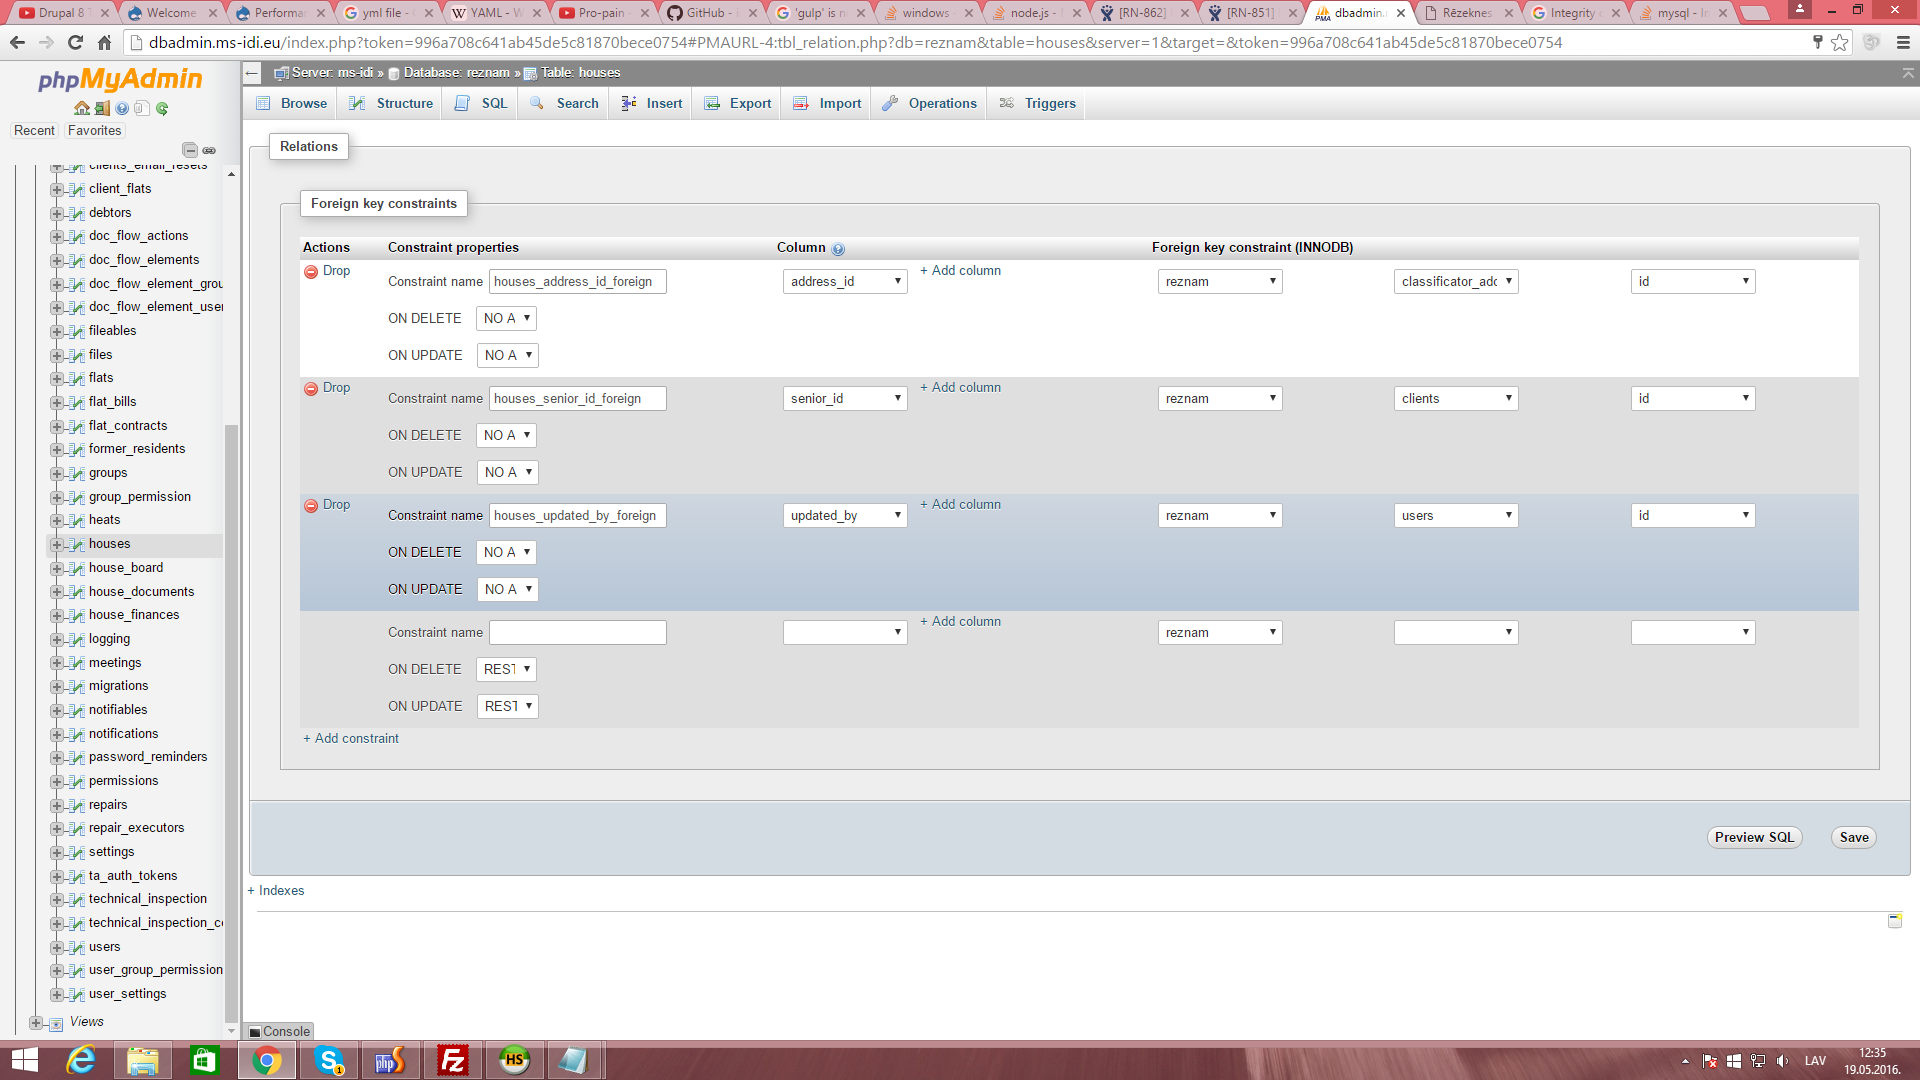 Drupal 8 T
Welcome
Performa
yml file - G
YAML - W
Pro-pain -
GitHub -
'gulp' is n
windows
node.js -
[RN-862]
[RN-851]
dbadmin.
Rēzeknes
Integrity
mysql - In
dbadmin.ms-idi.eu/index.php?token=996a708c641ab45de5c81870bece0754#PMAURL-4:tbl_relation.php?db=reznam&table=houses&server=1&target=&token=996a708c641ab45de5c81870bece0754
phpMyAdmin
Recent Favorites
clients_email_resets
client_flats
debtors
doc_flow_actions
doc_flow_elements
doc_flow_element_grou
doc_flow_element_user
fileables
files
flats
flat_bills
flat_contracts
former_residents
groups
group_permission
heats
houses
house_board
house_documents
house_finances
logging
meetings
migrations
notifiables
notifications
password_reminders
permissions
repairs
repair_executors
settings
ta_auth_tokens
technical_inspection
technical_inspection_co
users
user_group_permission
user_settings
Views
Server: ms-idi » Database: reznam » Table: houses
Browse Structure SQL Search Insert Export Import Operations Triggers
Relations
Foreign key constraints
Actions Constraint properties Column Foreign key constraint (INNODB)
Drop Constraint name houses_address_id_foreign address_id + Add column reznam classificator_adc id
ON DELETE NO A
ON UPDATE NO A
Drop Constraint name houses_senior_id_foreign senior_id + Add column reznam clients id
ON DELETE NO A
ON UPDATE NO A
Drop Constraint name houses_updated_by_foreign updated_by + Add column reznam users id
ON DELETE NO A
ON UPDATE NO A
Constraint name + Add column reznam
ON DELETE REST
ON UPDATE REST
+ Add constraint
Preview SQL Save
+ Indexes
Console
LAV
12:35
19.05.2016.